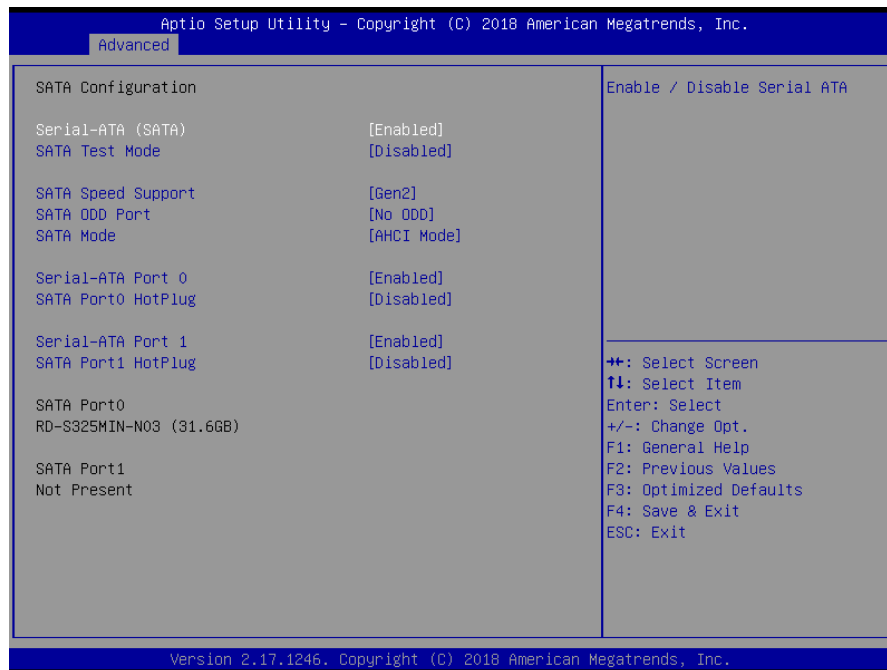 Aptio Setup Utility – Copyright (C) 2018 American Megatrends, Inc.
Advanced
SATA Configuration
Serial-ATA (SATA) [Enabled]
SATA Test Mode [Disabled]
SATA Speed Support [Gen2]
SATA ODD Port [No ODD]
SATA Mode [AHCI Mode]
Serial-ATA Port 0 [Enabled]
SATA Port0 HotPlug [Disabled]
Serial-ATA Port 1 [Enabled]
SATA Port1 HotPlug [Disabled]
SATA Port0
RD-S325MIN-N03 (31.6GB)
SATA Port1
Not Present
Enable / Disable Serial ATA
→←: Select Screen
↑↓: Select Item
Enter: Select
+/-: Change Opt.
F1: General Help
F2: Previous Values
F3: Optimized Defaults
F4: Save & Exit
ESC: Exit
Version 2.17.1246. Copyright (C) 2018 American Megatrends, Inc.